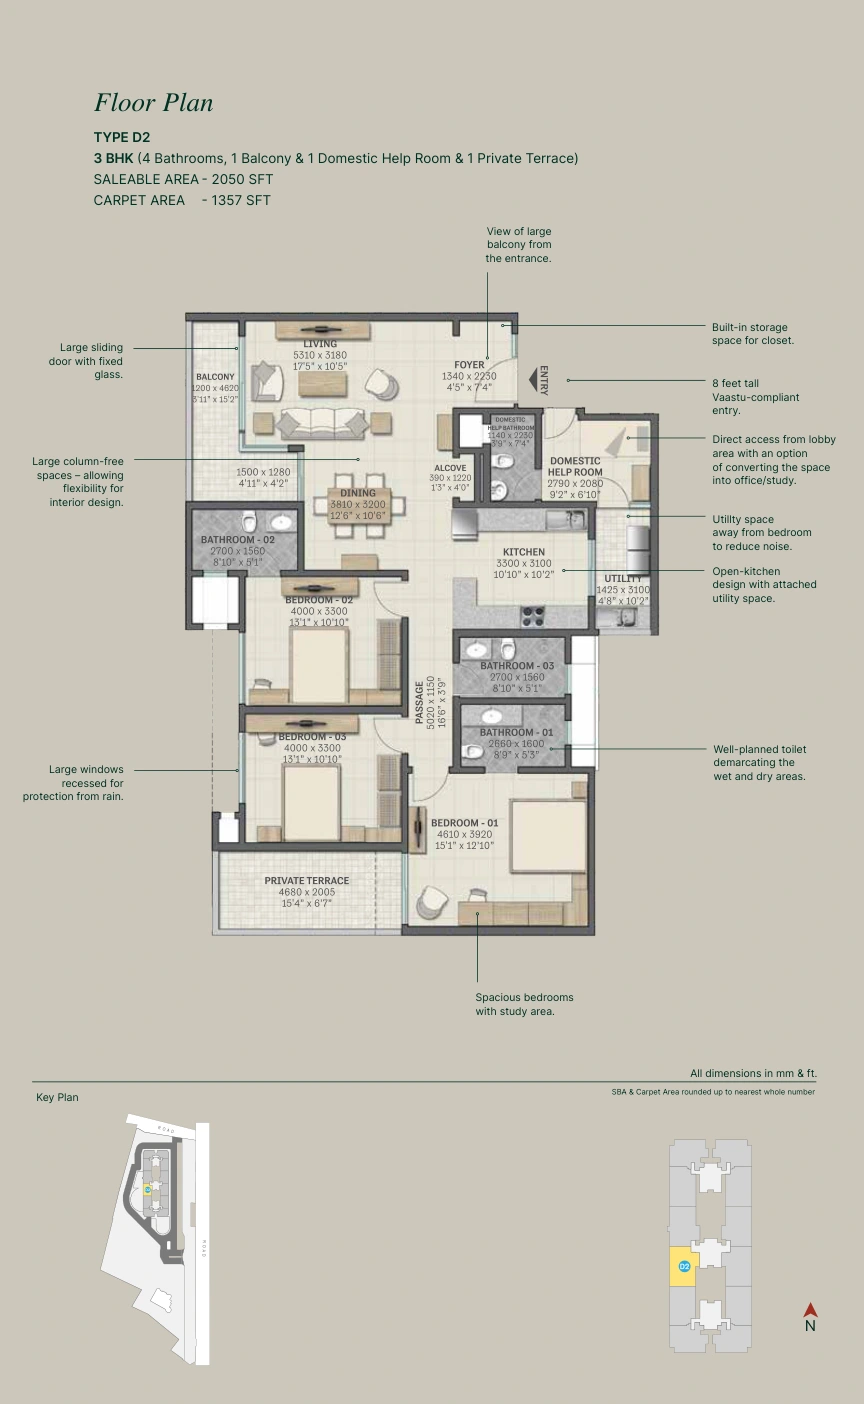 Floor Plan
TYPE D2
3 BHK (4 Bathrooms, 1 Balcony & 1 Domestic Help Room & 1 Private Terrace)
SALEABLE AREA - 2050 SFT
CARPET AREA - 1357 SFT
View of large
balcony from
the entrance.
Large sliding
door with fixed
glass.
Built-in storage
space for closet.
8 feet tall
Vaastu-compliant
entry.
Direct access from lobby
area with an option
of converting the space
into office/study.
Large column-free
spaces – allowing
flexibility for
interior design.
Utility space
away from bedroom
to reduce noise.
Open-kitchen
design with attached
utility space.
Well-planned toilet
demarcating the
wet and dry areas.
Large windows
recessed for
protection from rain.
Spacious bedrooms
with study area.
LIVING
5310 x 3180
17'5" x 10'5"
FOYER
1340 x 2230
4'5" x 7'4"
ENTRY
BALCONY
1200 x 4620
3'11" x 15'2"
1500 x 1280
4'11" x 4'2"
DOMESTIC
HELP BATHROOM
1140 x 2230
3'9" x 7'4"
DOMESTIC
HELP ROOM
2790 x 2080
9'2" x 6'10"
ALCOVE
390 x 1220
1'3" x 4'0"
DINING
3810 x 3200
12'6" x 10'6"
BATHROOM - 02
2700 x 1560
8'10" x 5'1"
KITCHEN
3300 x 3100
10'10" x 10'2"
UTILITY
1425 x 3100
4'8" x 10'2"
BEDROOM - 02
4000 x 3300
13'1" x 10'10"
BATHROOM - 03
2700 x 1560
8'10" x 5'1"
PASSAGE
5020 x 1150
16'6" x 3'9"
BATHROOM - 01
2660 x 1600
8'9" x 5'3"
BEDROOM - 03
4000 x 3300
13'1" x 10'10"
BEDROOM - 01
4610 x 3920
15'1" x 12'10"
PRIVATE TERRACE
4680 x 2005
15'4" x 6'7"
All dimensions in mm & ft.
SBA & Carpet Area rounded up to nearest whole number
Key Plan
ROAD
ROAD
D2
N